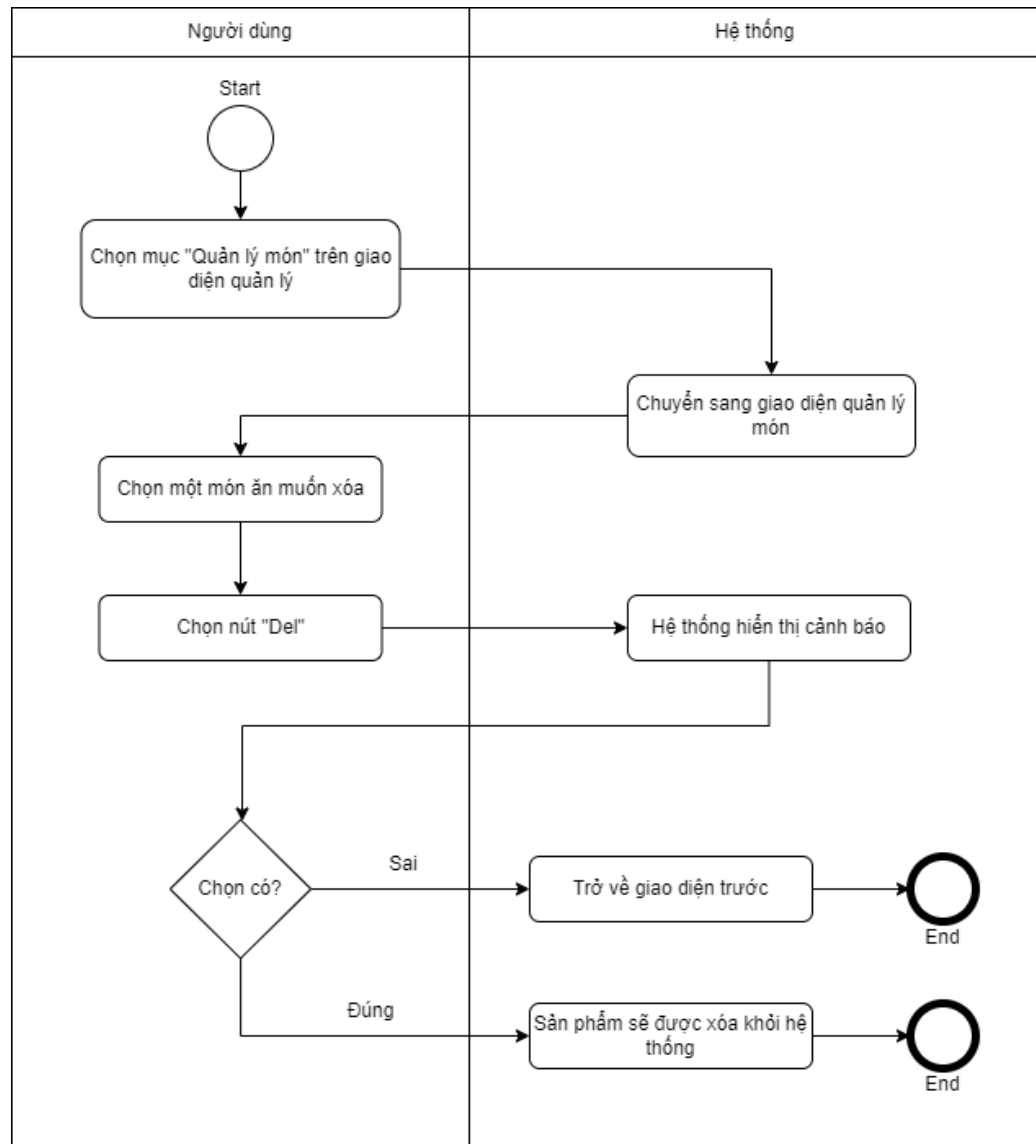 Người dùng
Hệ thống
Start
Chọn mục "Quản lý món" trên giao
diện quản lý
Chuyển sang giao diện quản lý
món
Chọn một món ăn muốn xóa
Chọn nút "Del"
Hệ thống hiển thị cảnh báo
Chọn có?
Sai
Trở về giao diện trước
End
Đúng
Sản phẩm sẽ được xóa khỏi hệ
thống
End